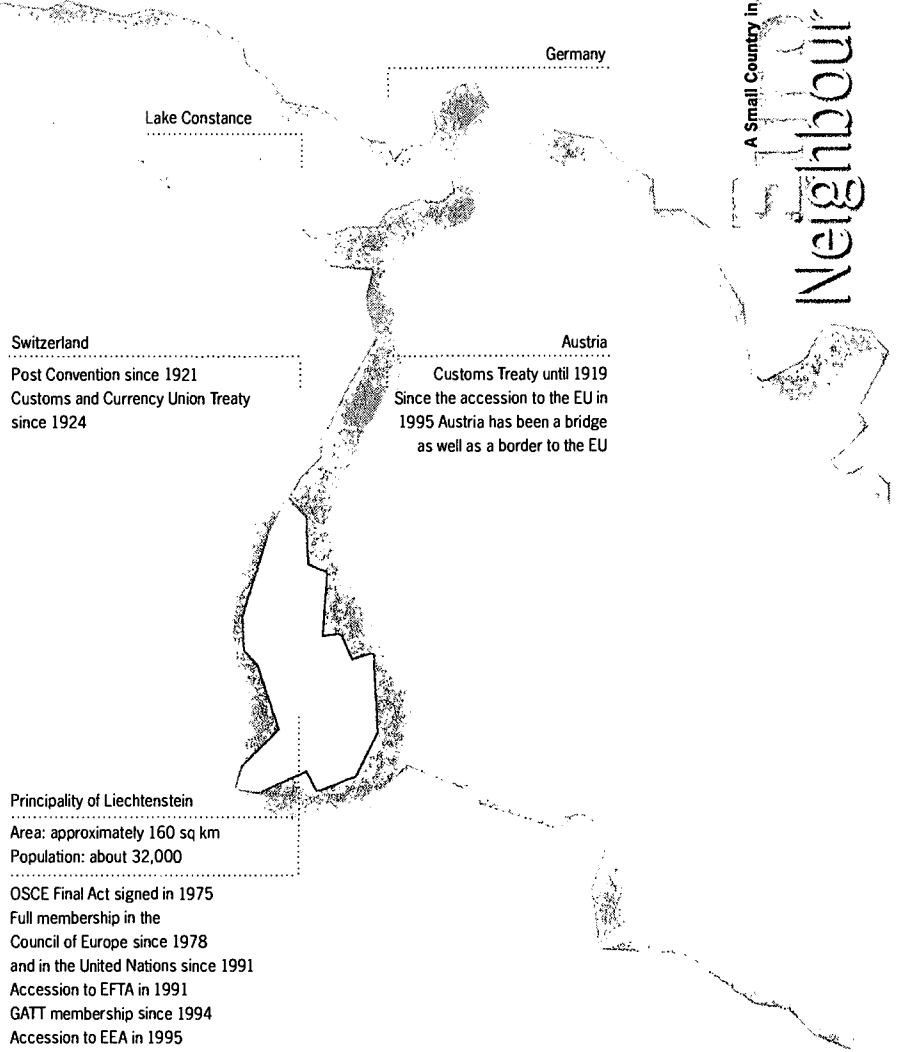 A Small Country in
Neighbour
Germany
Lake Constance
Switzerland
Post Convention since 1921
Customs and Currency Union Treaty
since 1924
Austria
Customs Treaty until 1919
Since the accession to the EU in
1995 Austria has been a bridge
as well as a border to the EU
Principality of Liechtenstein
Area: approximately 160 sq km
Population: about 32,000
OSCE Final Act signed in 1975
Full membership in the
Council of Europe since 1978
and in the United Nations since 1991
Accession to EFTA in 1991
GATT membership since 1994
Accession to EEA in 1995